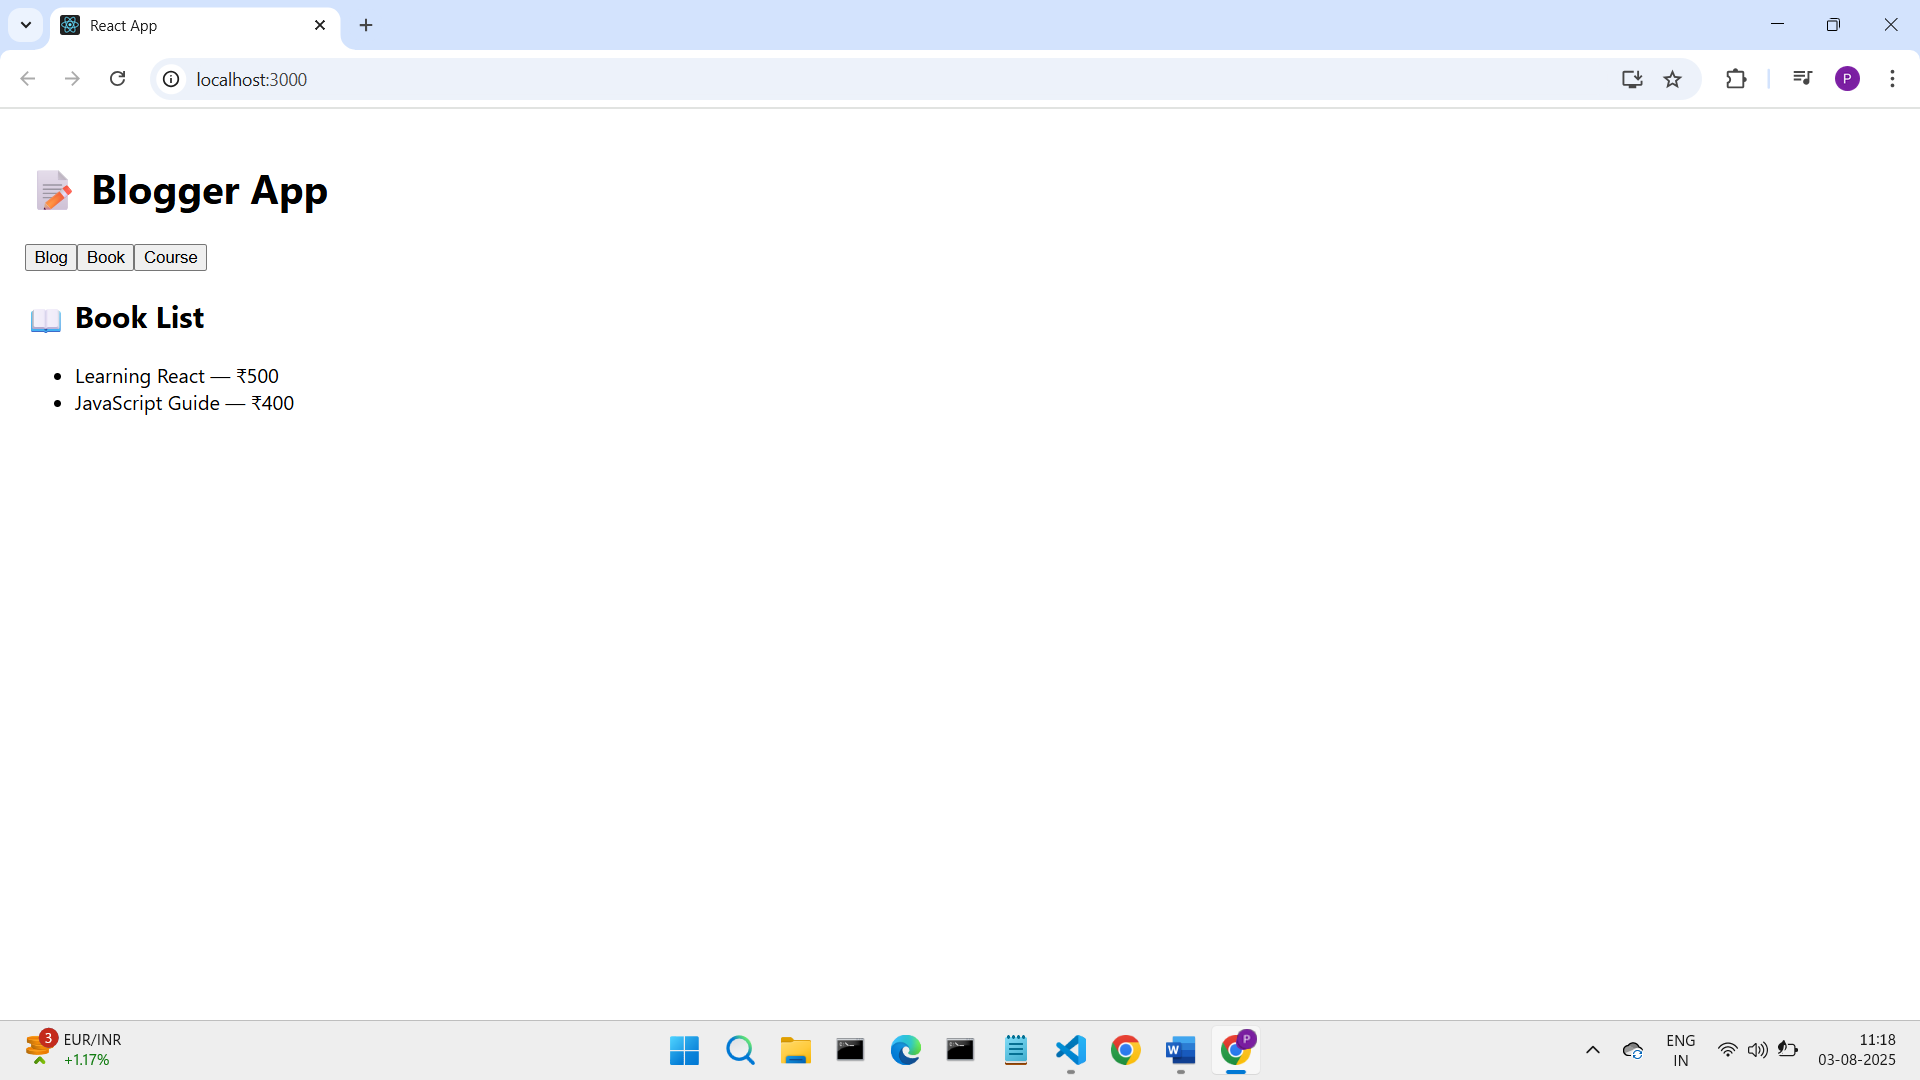 React App
localhost:3000
P
Blogger App
Blog Book Course
Book List
Learning React — ₹500
JavaScript Guide — ₹400
3 EUR/INR
+1.17%
P
ENG
IN
11:18
03-08-2025